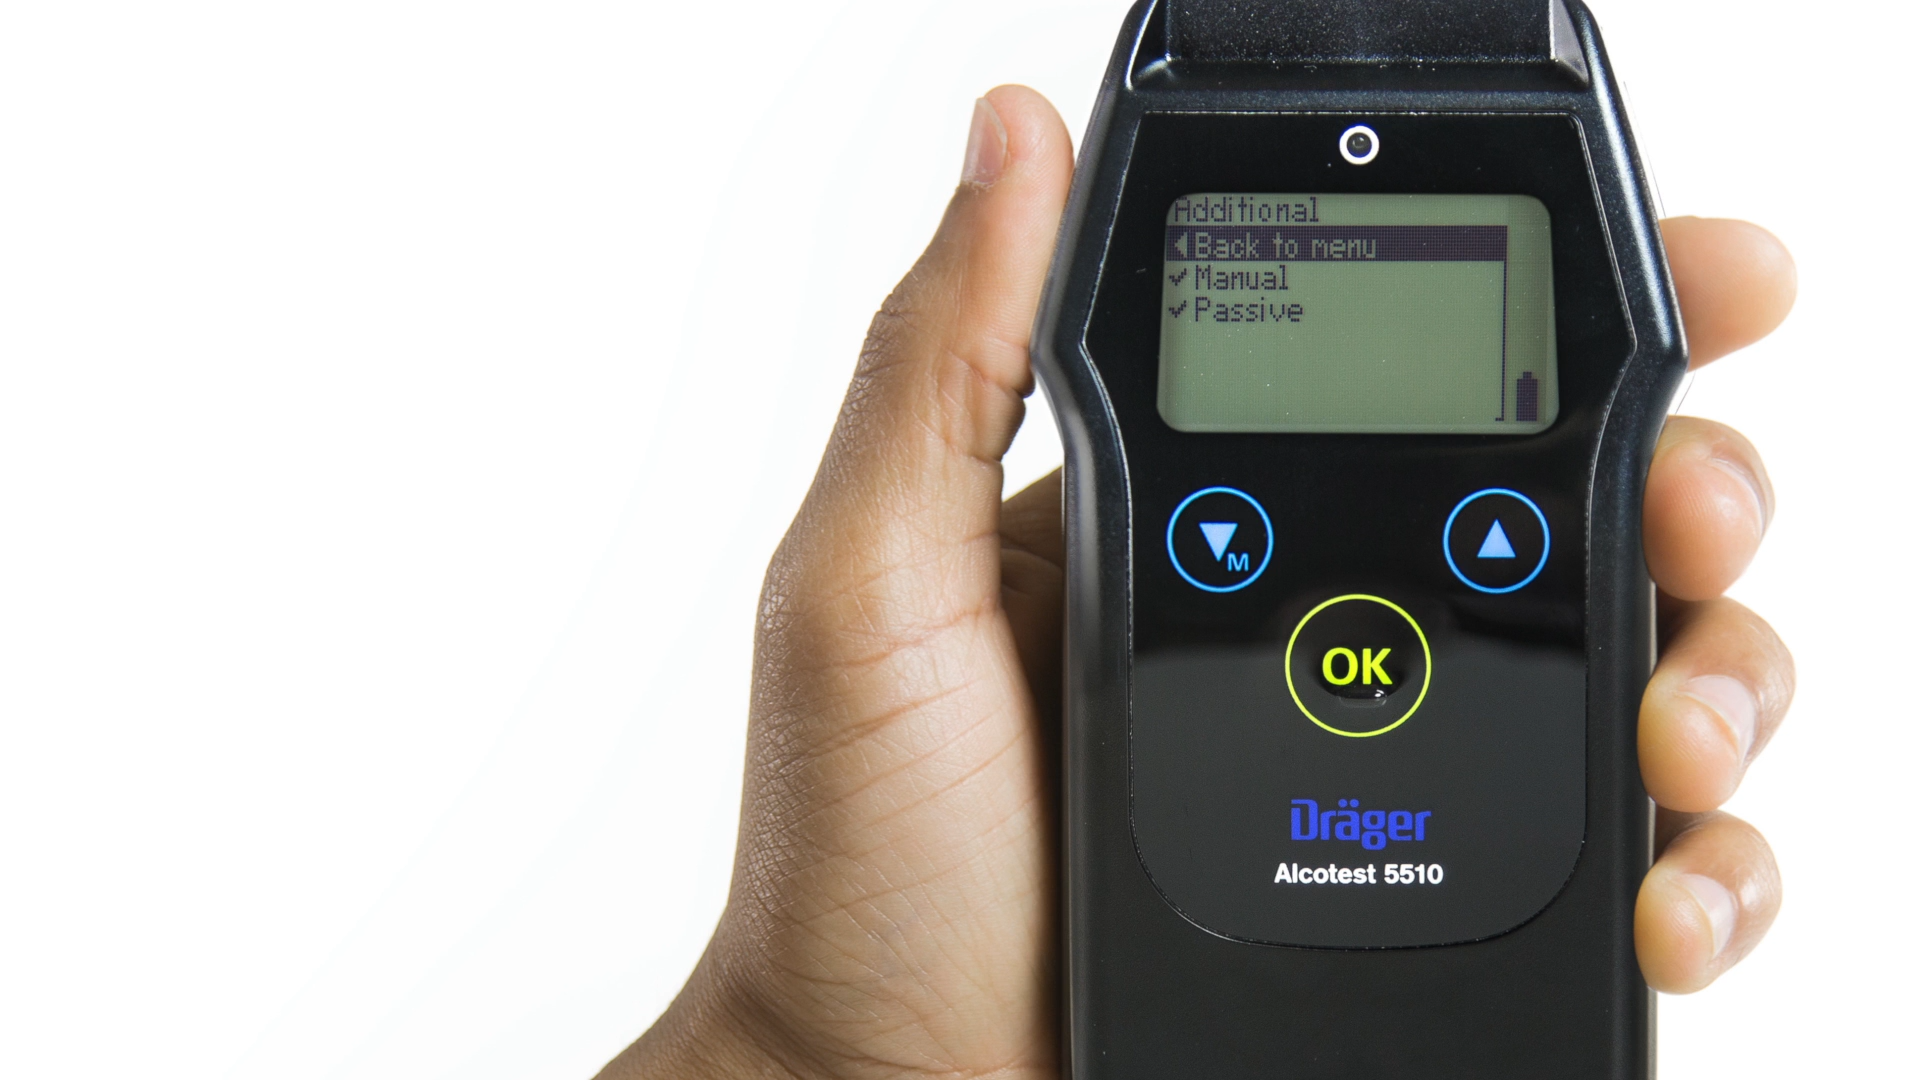 Additional
Back to menu
Manual
Passive
M
OK
Dräger
Alcotest 5510